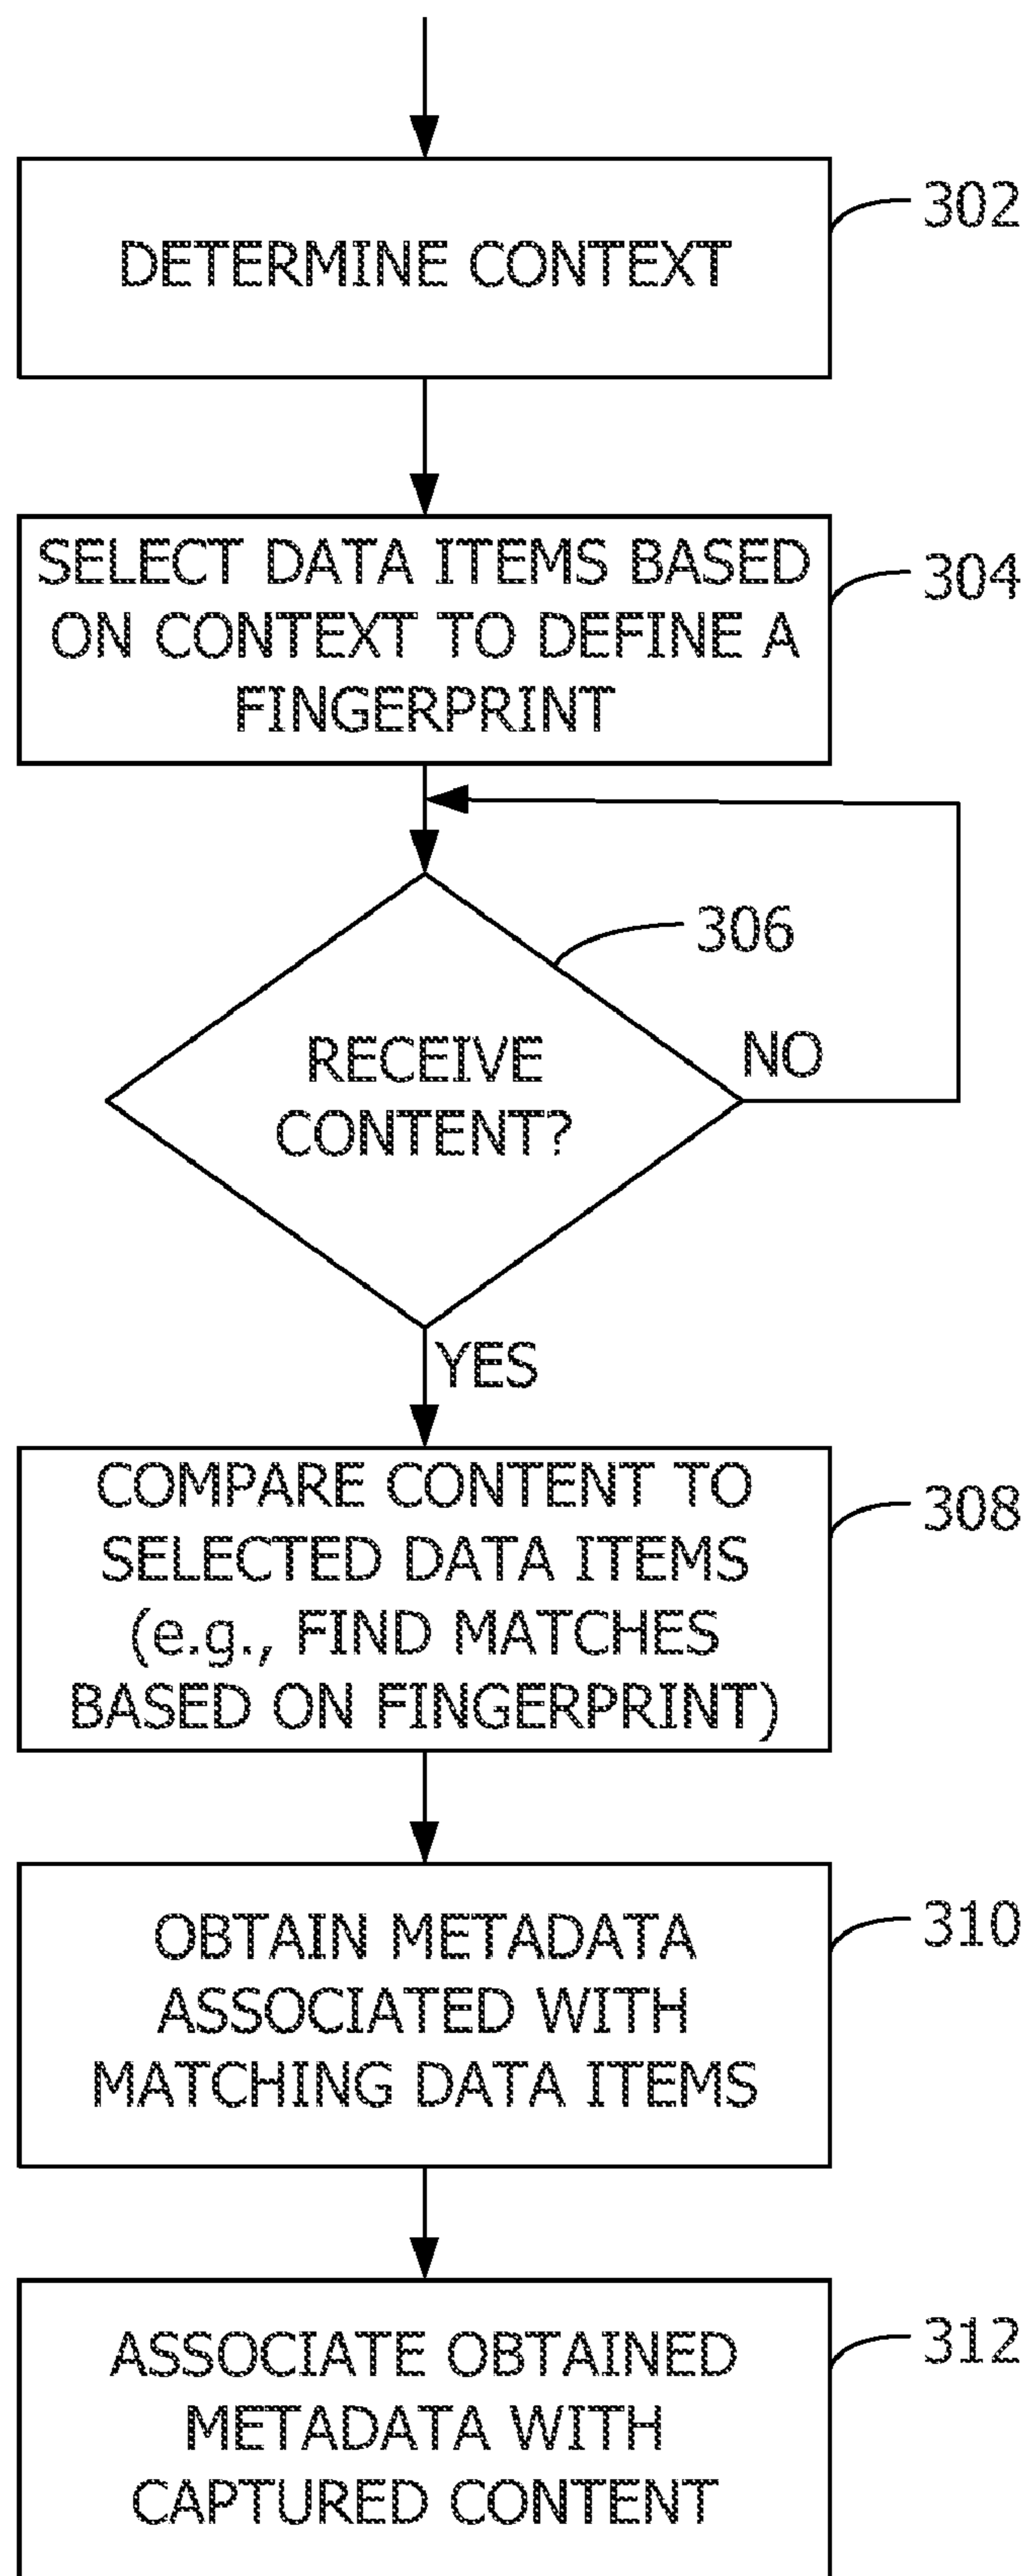 DETERMINE CONTEXT
302
SELECT DATA ITEMS BASED
ON CONTEXT TO DEFINE A
FINGERPRINT
304
306
RECEIVE
CONTENT?
NO
YES
COMPARE CONTENT TO
SELECTED DATA ITEMS
(e.g., FIND MATCHES
BASED ON FINGERPRINT)
308
OBTAIN METADATA
ASSOCIATED WITH
MATCHING DATA ITEMS
310
ASSOCIATE OBTAINED
METADATA WITH
CAPTURED CONTENT
312